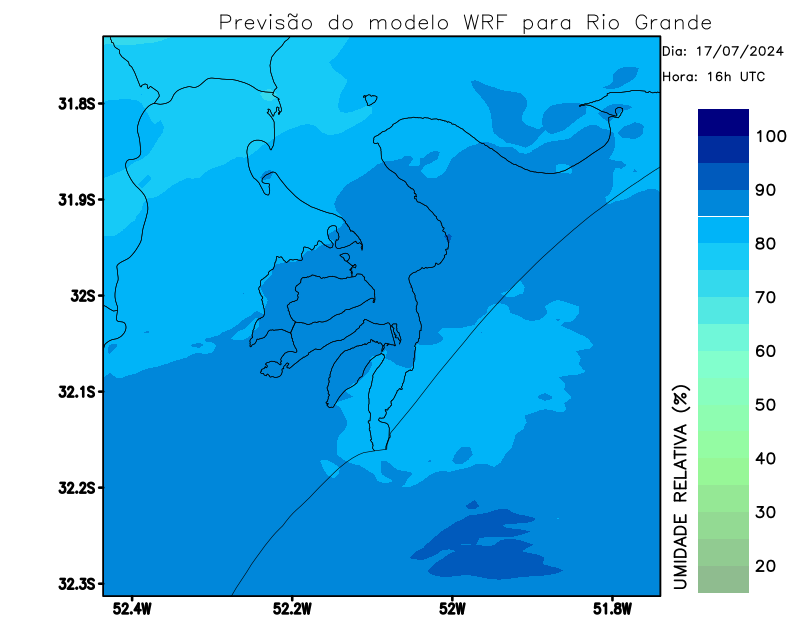 Previsão do modelo WRF para Rio Grande
Dia: 17/07/2024
Hora: 16h UTC
31.8S
31.9S
32S
32.1S
32.2S
32.3S
52.4W
52.2W
52W
51.8W
100
90
80
70
60
50
40
30
20
UMIDADE RELATIVA (%)